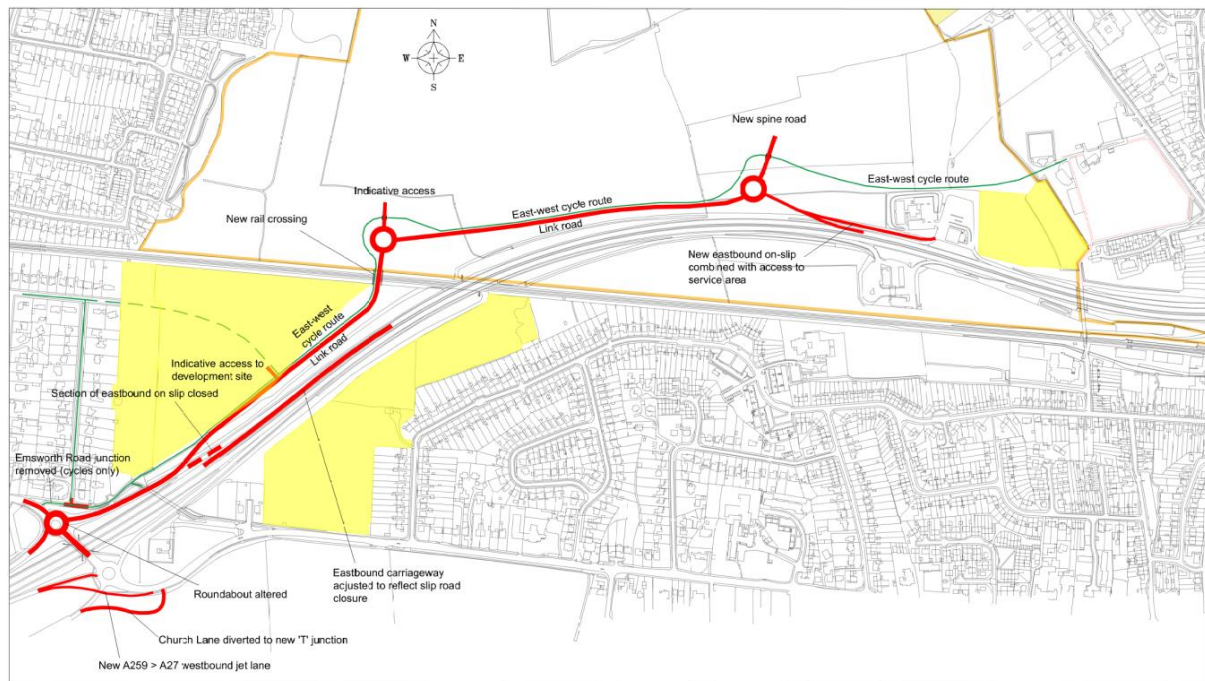 N
W
E
S
New spine road
East-west cycle route
Indicative access
East-west cycle route
Link road
New rail crossing
New eastbound on-slip
combined with access to
service area
East-west
cycle route
Link road
Indicative access to
development site
Section of eastbound on slip closed
Emsworth Road junction
removed (cycles only)
Eastbound carriageway
adjusted to reflect slip road
closure
Roundabout altered
Church Lane diverted to new 'T' junction
New A259 > A27 westbound jet lane